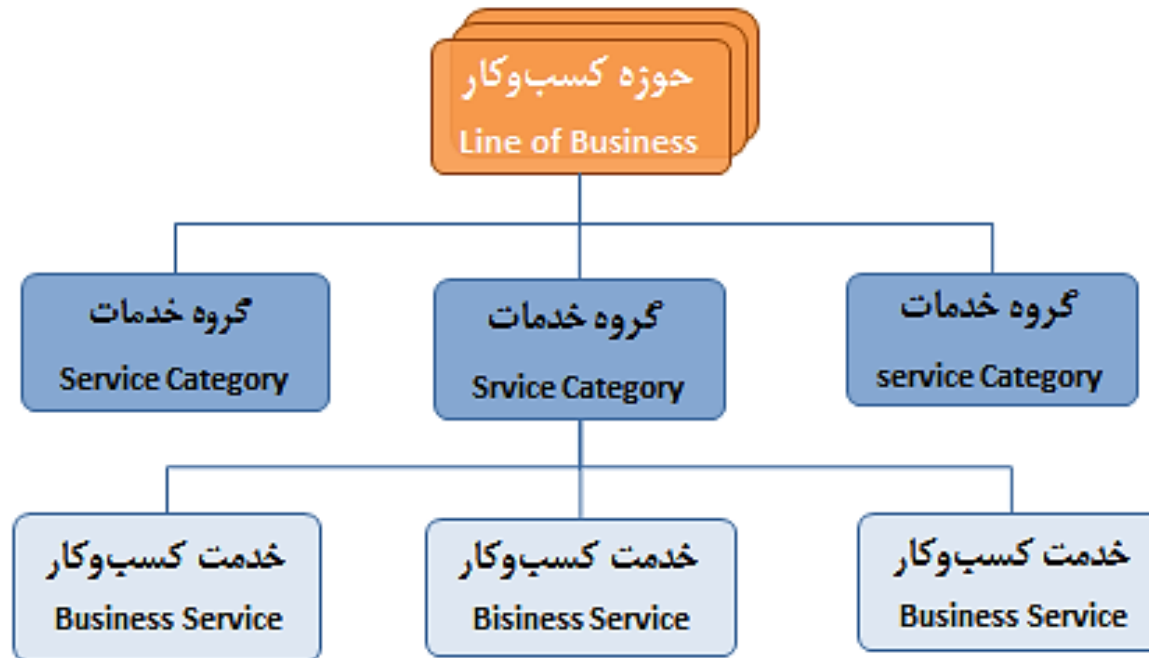 حوزه کسب‌وکار
Line of Business
گروه خدمات
Service Category
گروه خدمات
Srvice Category
گروه خدمات
service Category
خدمت کسب‌وکار
Business Service
خدمت کسب‌وکار
Bisiness Service
خدمت کسب‌وکار
Business Service